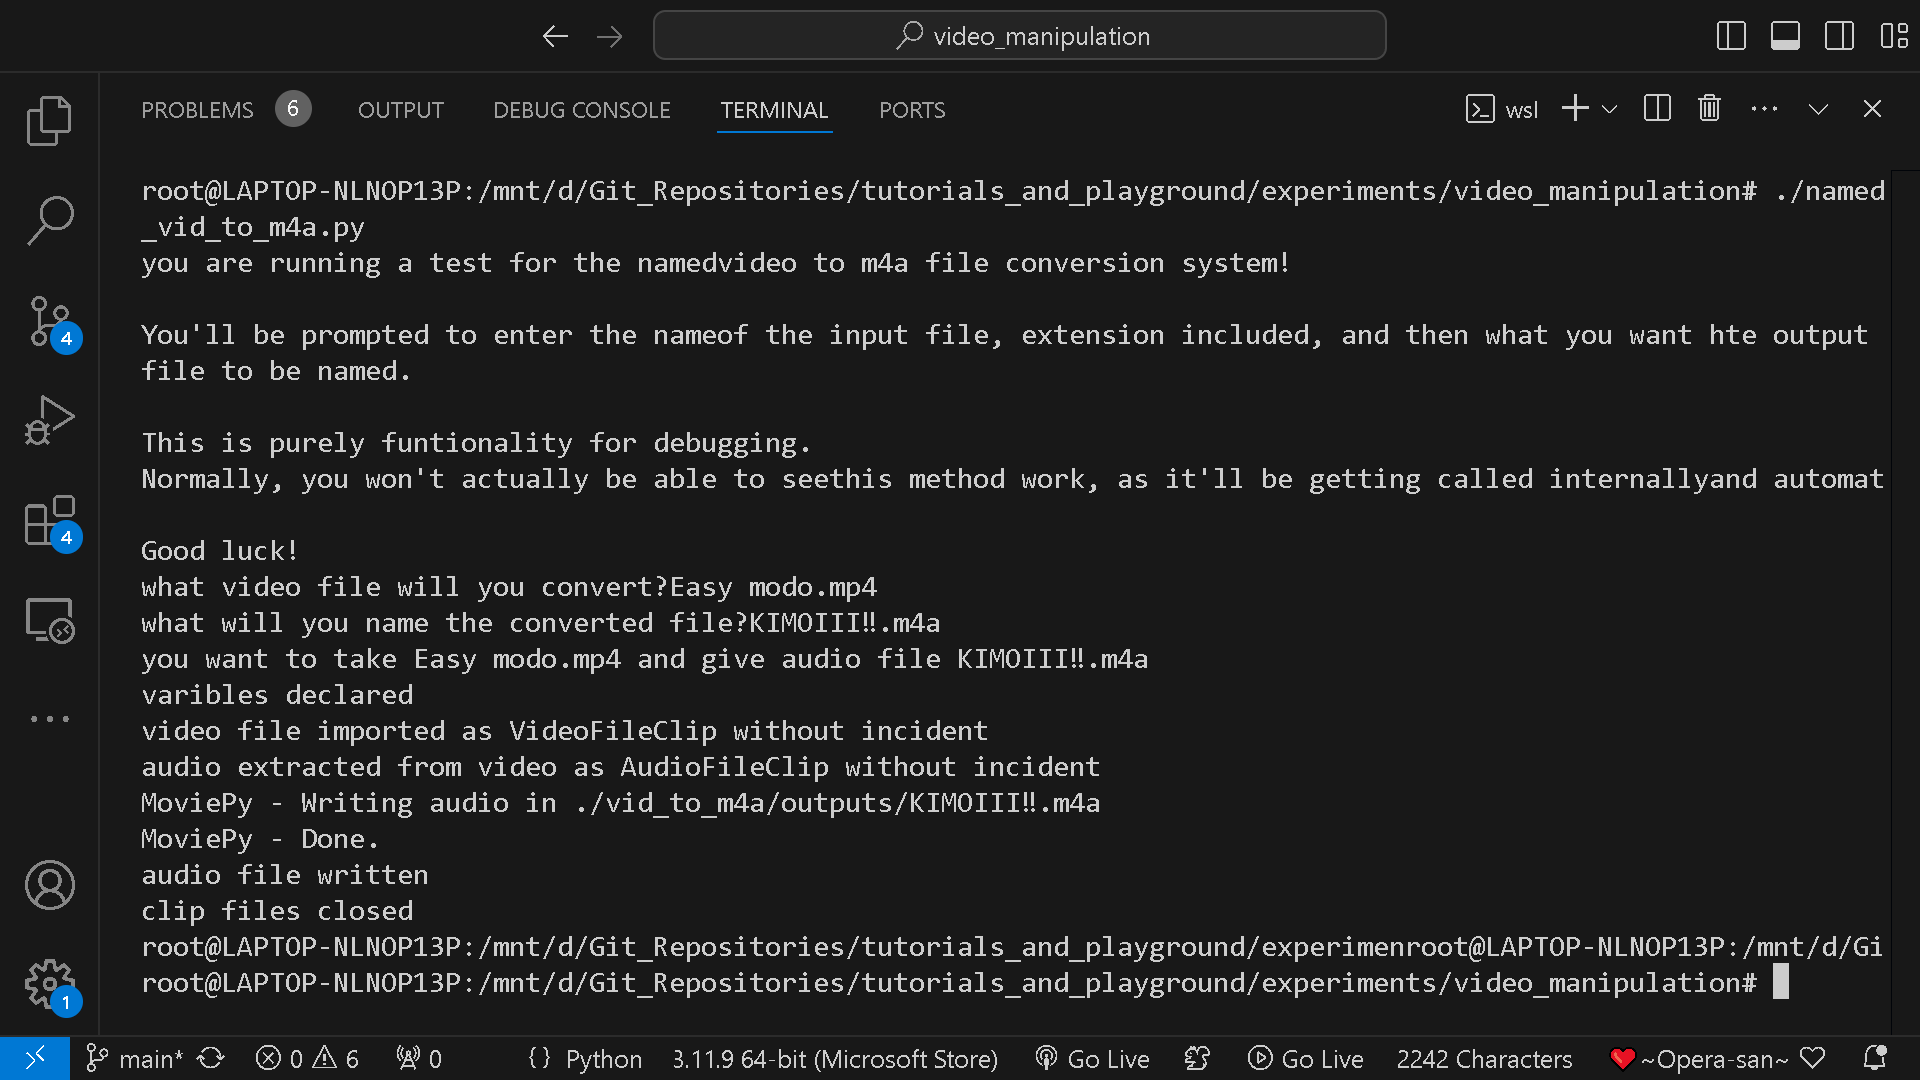 video_manipulation
PROBLEMS 6 OUTPUT DEBUG CONSOLE TERMINAL PORTS wsl
root@LAPTOP-NLNOP13P:/mnt/d/Git_Repositories/tutorials_and_playground/experiments/video_manipulation# ./named
_vid_to_m4a.py
you are running a test for the namedvideo to m4a file conversion system!
You'll be prompted to enter the nameof the input file, extension included, and then what you want hte output
file to be named.
This is purely funtionality for debugging.
Normally, you won't actually be able to seethis method work, as it'll be getting called internallyand automat
Good luck!
what video file will you convert?Easy modo.mp4
what will you name the converted file?KIMOIII‼.m4a
you want to take Easy modo.mp4 and give audio file KIMOIII‼.m4a
varibles declared
video file imported as VideoFileClip without incident
audio extracted from video as AudioFileClip without incident
MoviePy - Writing audio in ./vid_to_m4a/outputs/KIMOIII‼.m4a
MoviePy - Done.
audio file written
clip files closed
root@LAPTOP-NLNOP13P:/mnt/d/Git_Repositories/tutorials_and_playground/experimenroot@LAPTOP-NLNOP13P:/mnt/d/Gi
root@LAPTOP-NLNOP13P:/mnt/d/Git_Repositories/tutorials_and_playground/experiments/video_manipulation#
4
4
1
main* 0 6 0 {} Python 3.11.9 64-bit (Microsoft Store) Go Live Go Live 2242 Characters ❤️~Opera-san~♡